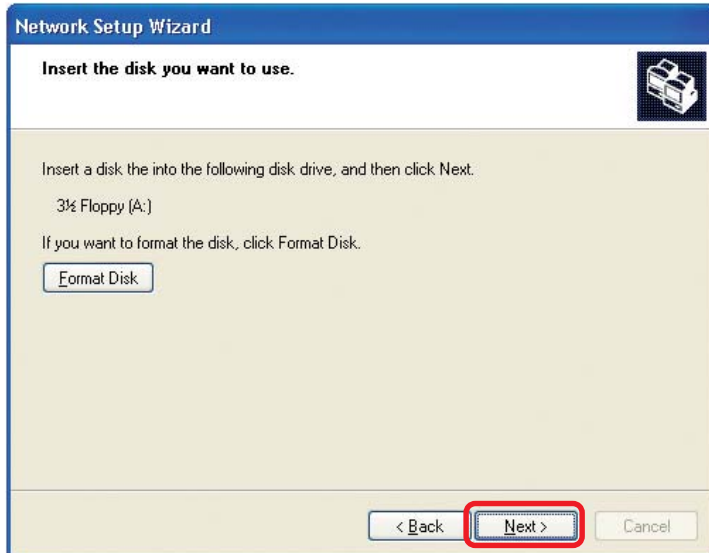 Network Setup Wizard
Insert the disk you want to use.
Insert a disk the into the following disk drive, and then click Next.
3½ Floppy (A:)
If you want to format the disk, click Format Disk.
Format Disk
< Back
Next >
Cancel